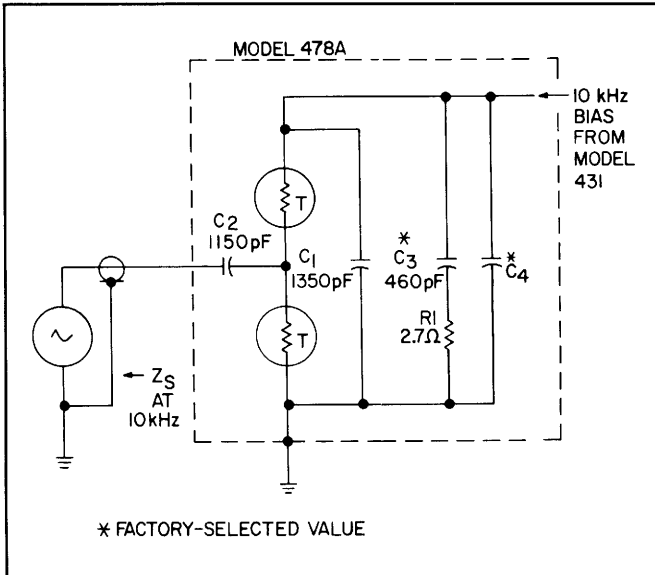 MODEL 478A
10 kHz
BIAS
FROM
MODEL
431
T
C2
1150pF
C1
1350pF
*
C3
460pF
*
C4
R1
2.7Ω
T
ZS
AT
10kHz
* FACTORY-SELECTED VALUE